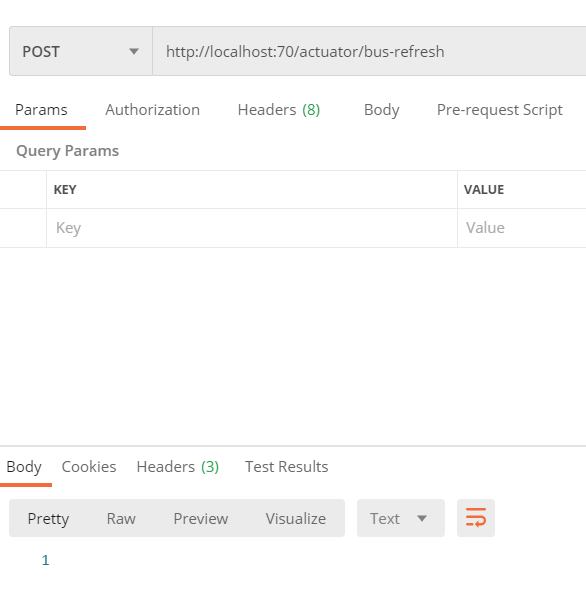 POST http://localhost:70/actuator/bus-refresh
Params Authorization Headers (8) Body Pre-request Script
Query Params
KEY VALUE
Key Value
Body Cookies Headers (3) Test Results
Pretty Raw Preview Visualize Text
1